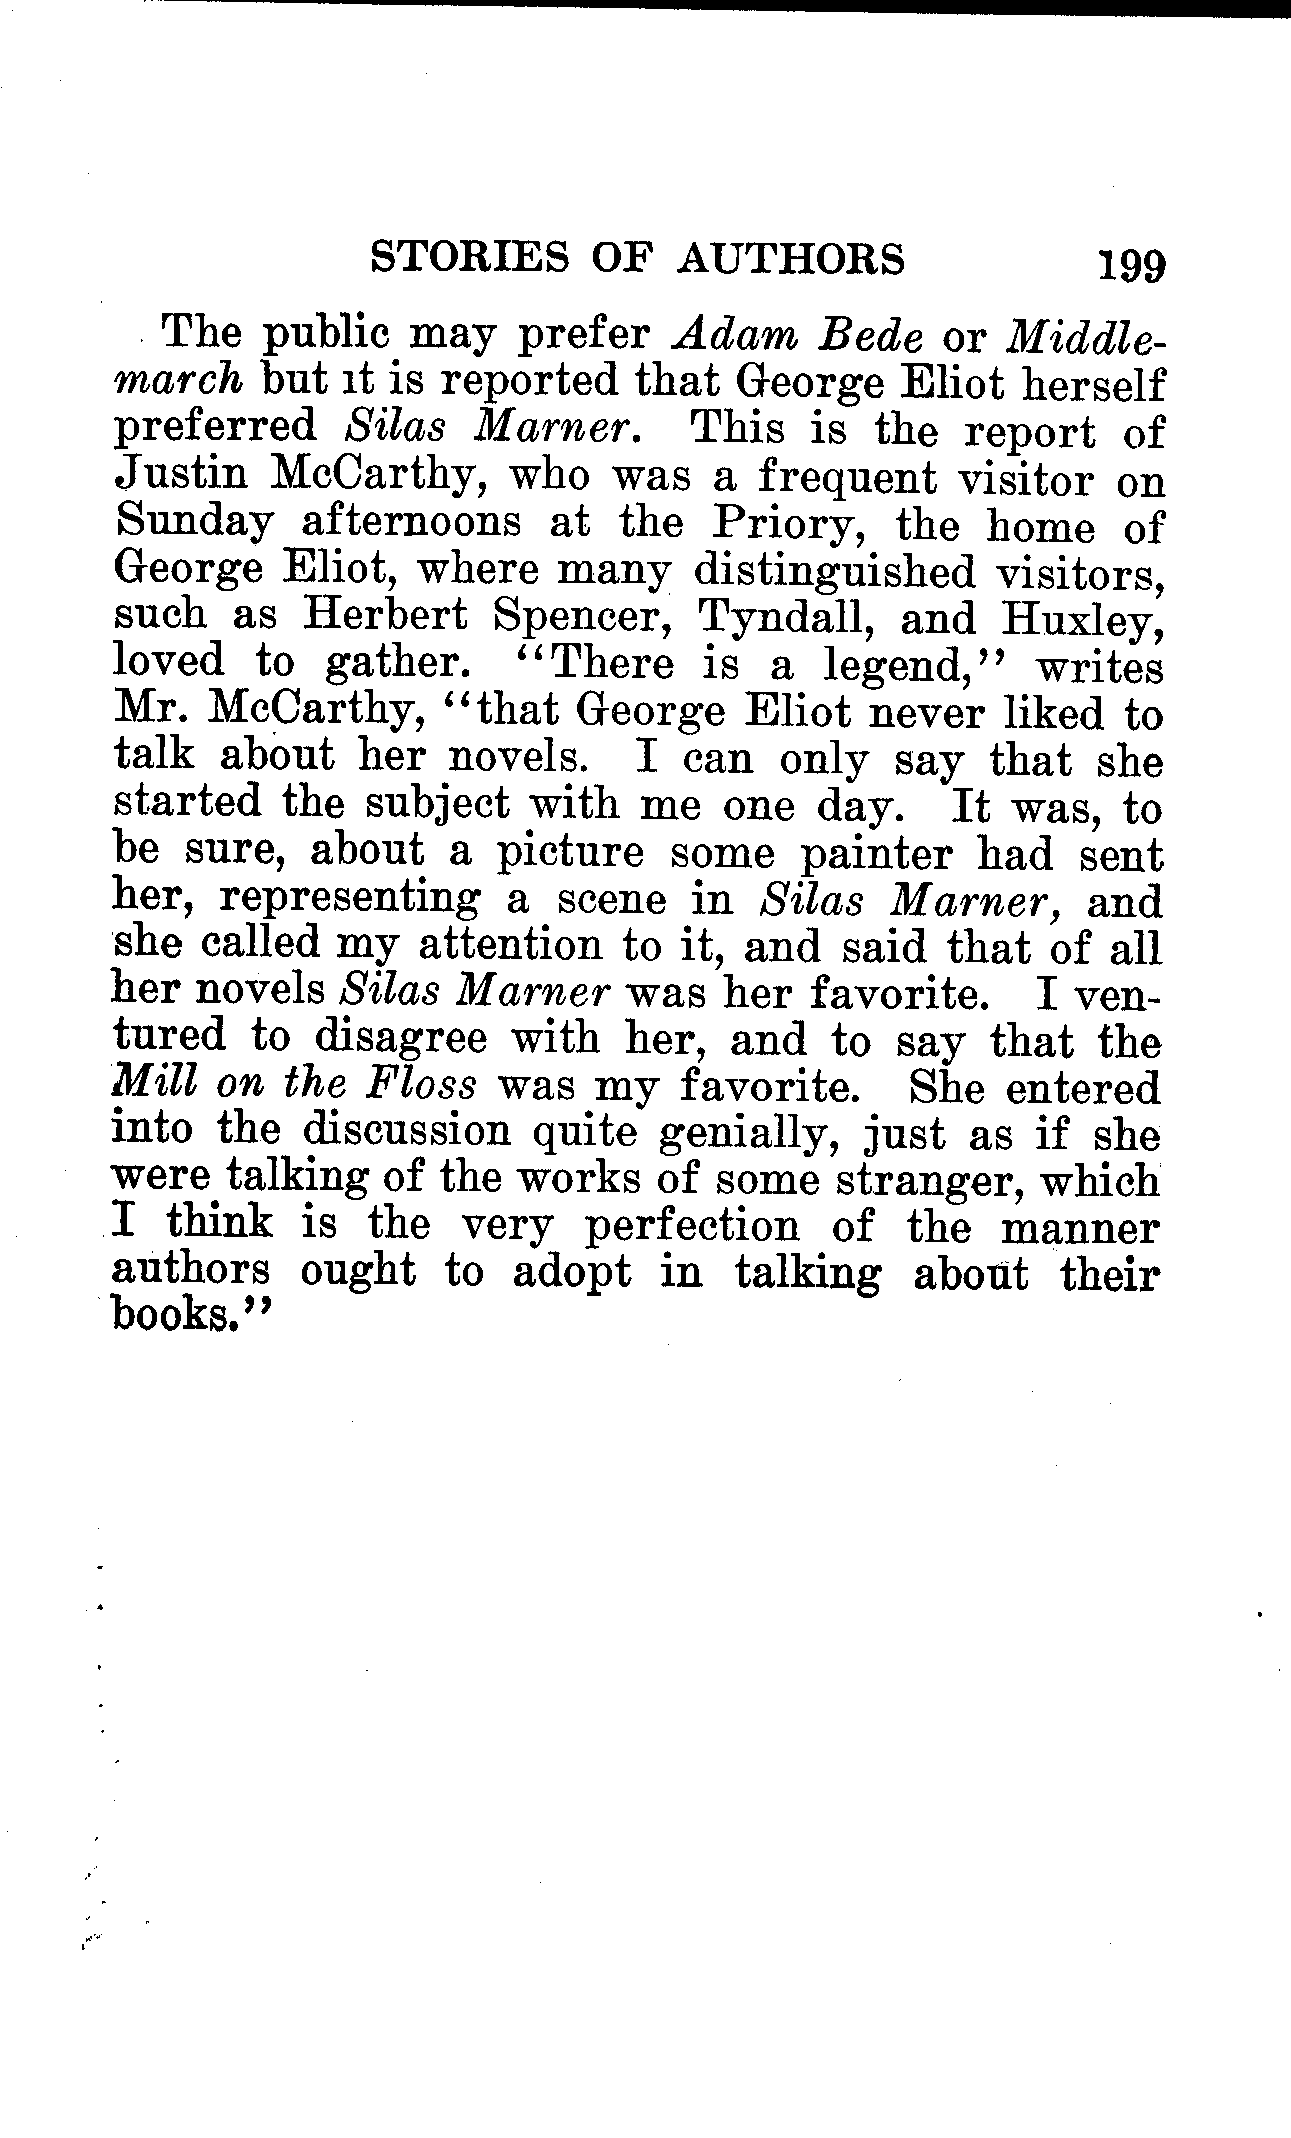 STORIES OF AUTHORS 199
The public may prefer Adam Bede or Middle-
march but it is reported that George Eliot herself
preferred Silas Marner. This is the report of
Justin McCarthy, who was a frequent visitor on
Sunday afternoons at the Priory, the home of
George Eliot, where many distinguished visitors,
such as Herbert Spencer, Tyndall, and Huxley,
loved to gather. "There is a legend," writes
Mr. McCarthy, "that George Eliot never liked to
talk about her novels. I can only say that she
started the subject with me one day. It was, to
be sure, about a picture some painter had sent
her, representing a scene in Silas Marner, and
she called my attention to it, and said that of all
her novels Silas Marner was her favorite. I ven-
tured to disagree with her, and to say that the
Mill on the Floss was my favorite. She entered
into the discussion quite genially, just as if she
were talking of the works of some stranger, which
I think is the very perfection of the manner
authors ought to adopt in talking about their
books."